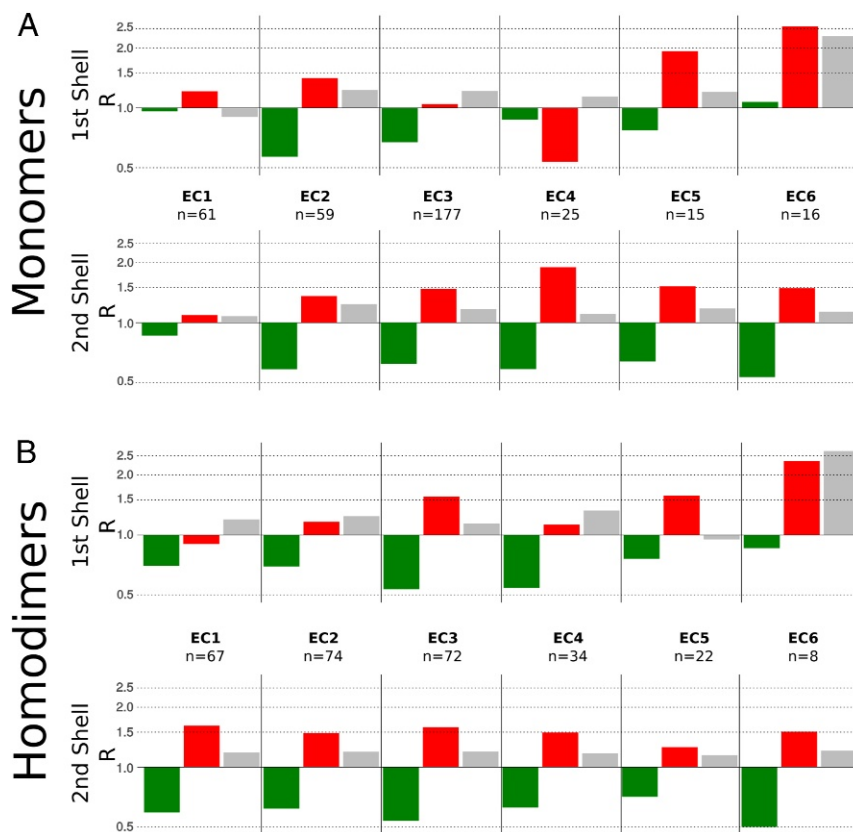 A
Monomers
1st Shell
R
2.5
2.0
1.5
1.0
0.5
EC1 EC2 EC3 EC4 EC5 EC6
n=61 n=59 n=177 n=25 n=15 n=16
2nd Shell
R
2.5
2.0
1.5
1.0
0.5
B
Homodimers
1st Shell
R
2.5
2.0
1.5
1.0
0.5
EC1 EC2 EC3 EC4 EC5 EC6
n=67 n=74 n=72 n=34 n=22 n=8
2nd Shell
R
2.5
2.0
1.5
1.0
0.5